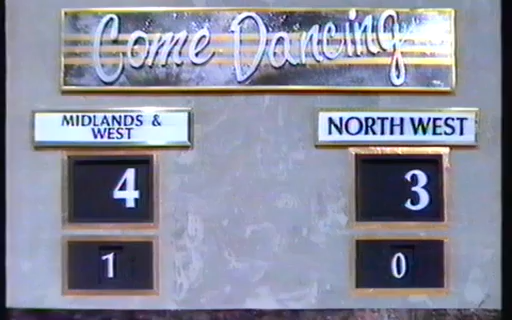 Come Dancing
MIDLANDS &
WEST
NORTH WEST
4
3
1
0